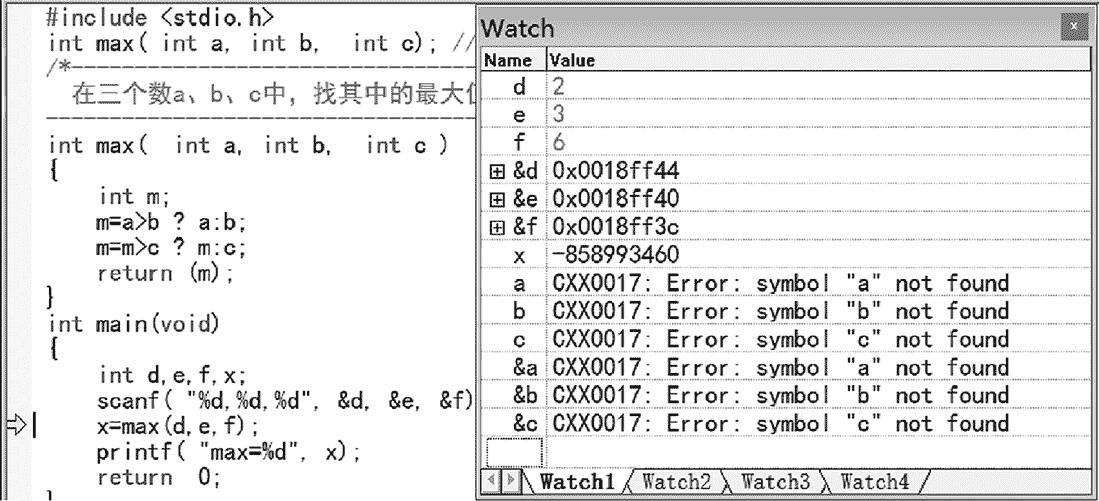 #include <stdio.h>
int max( int a, int b,  int c); //
/*----------------------------------
在三个数a、b、c中，找其中的最大
-----------------------------------
int max(  int a, int b,  int c )
{
int m;
m=a>b ? a:b;
m=m>c ? m:c;
return (m);
}
int main(void)
{
int d,e,f,x;
scanf( "%d,%d,%d", &d, &e, &f)
x=max(d,e,f);
printf( "max=%d", x);
return  0;
Watch
Name Value
d 2
e 3
f 6
&d 0x0018ff44
&e 0x0018ff40
&f 0x0018ff3c
x -858993460
a CXX0017: Error: symbol "a" not found
b CXX0017: Error: symbol "b" not found
c CXX0017: Error: symbol "c" not found
&a CXX0017: Error: symbol "a" not found
&b CXX0017: Error: symbol "b" not found
&c CXX0017: Error: symbol "c" not found
Watch1 Watch2 Watch3 Watch4